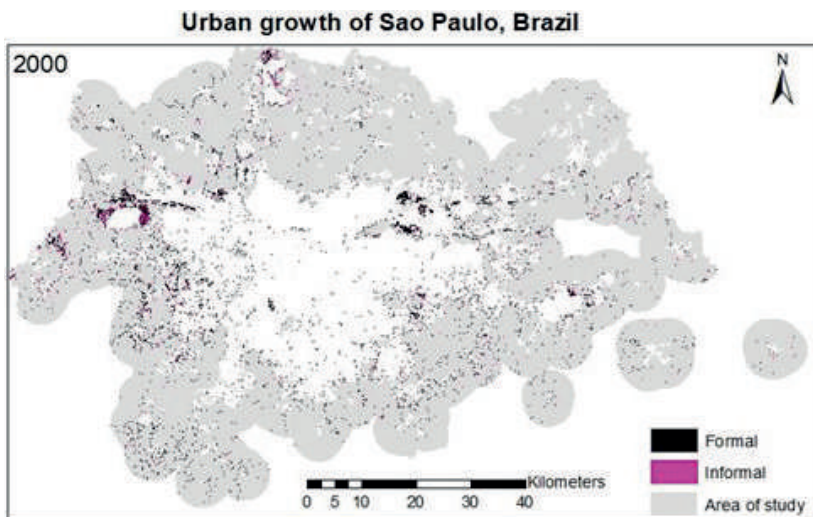 Urban growth of Sao Paulo, Brazil
2000
N
Formal
Informal
Area of study
Kilometers
0 5 10 20 30 40